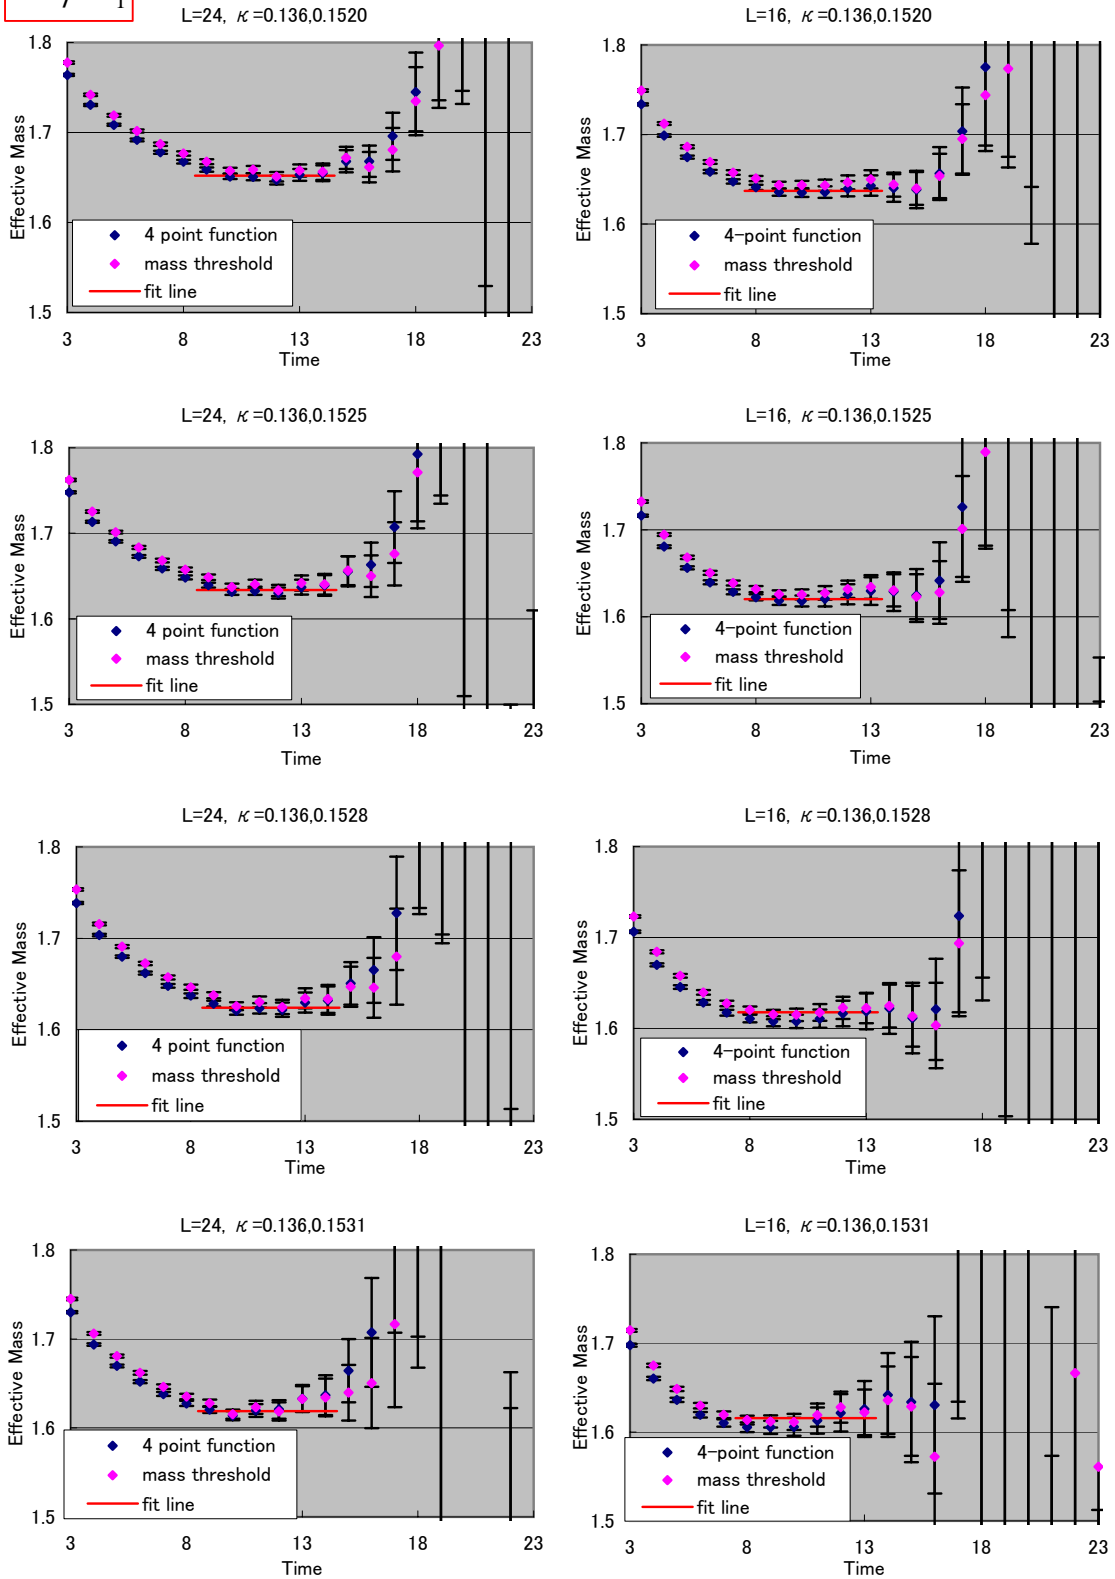 L=24, κ=0.136,0.1520
1.8
1.7
1.6
1.5
Effective Mass
4 point function
mass threshold
fit line
3 8 13 18 23
Time
L=16, κ=0.136,0.1520
1.8
1.7
1.6
1.5
Effective Mass
4-point function
mass threshold
fit line
3 8 13 18 23
Time
L=24, κ=0.136,0.1525
1.8
1.7
1.6
1.5
Effective Mass
4 point function
mass threshold
fit line
3 8 13 18 23
Time
L=16, κ=0.136,0.1525
1.8
1.7
1.6
1.5
Effective Mass
4-point function
mass threshold
fit line
3 8 13 18 23
Time
L=24, κ=0.136,0.1528
1.8
1.7
1.6
1.5
Effective Mass
4 point function
mass threshold
fit line
3 8 13 18 23
Time
L=16, κ=0.136,0.1528
1.8
1.7
1.6
1.5
Effective Mass
4-point function
mass threshold
fit line
3 8 13 18 23
Time
L=24, κ=0.136,0.1531
1.8
1.7
1.6
1.5
Effective Mass
4 point function
mass threshold
fit line
3 8 13 18 23
Time
L=16, κ=0.136,0.1531
1.8
1.7
1.6
1.5
Effective Mass
4-point function
mass threshold
fit line
3 8 13 18 23
Time